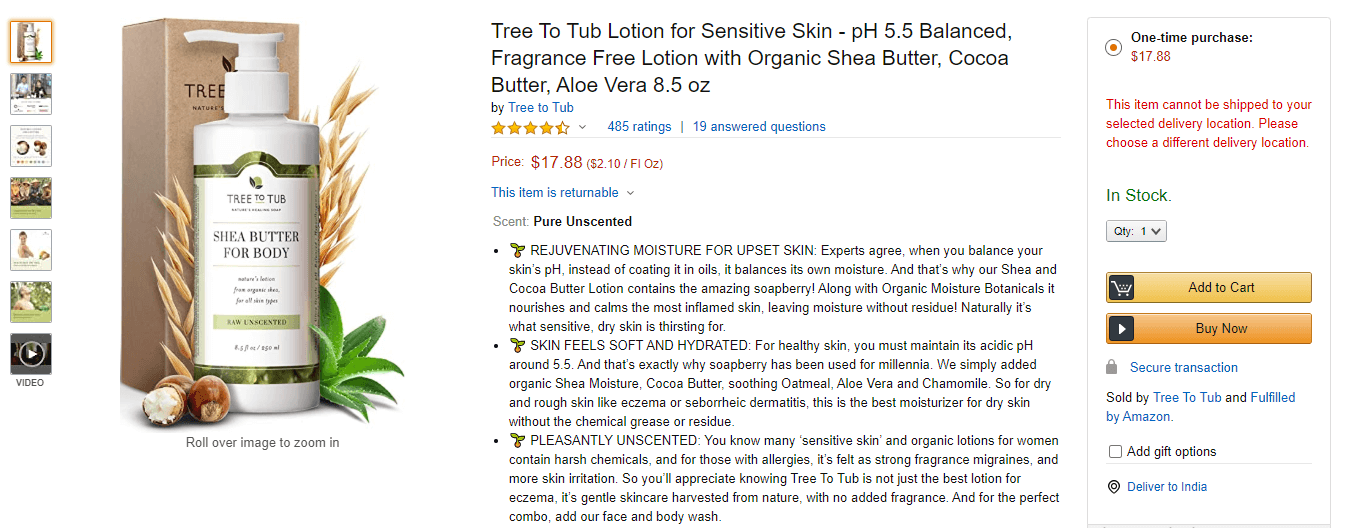 VIDEO
TREE
NATURE'S
TREE TO TUB
NATURE'S HEALING SOAP
SHEA BUTTER
FOR BODY
nature's lotion
from organic shea,
for all skin types
RAW UNSCENTED
8.5 fl oz / 250 ml
Roll over image to zoom in
Tree To Tub Lotion for Sensitive Skin - pH 5.5 Balanced,
Fragrance Free Lotion with Organic Shea Butter, Cocoa
Butter, Aloe Vera 8.5 oz
by Tree to Tub
485 ratings | 19 answered questions
Price: $17.88 ($2.10 / Fl Oz)
This item is returnable
Scent: Pure Unscented
• REJUVENATING MOISTURE FOR UPSET SKIN: Experts agree, when you balance your
skin's pH, instead of coating it in oils, it balances its own moisture. And that's why our Shea and
Cocoa Butter Lotion contains the amazing soapberry! Along with Organic Moisture Botanicals it
nourishes and calms the most inflamed skin, leaving moisture without residue! Naturally it's
what sensitive, dry skin is thirsting for.
• SKIN FEELS SOFT AND HYDRATED: For healthy skin, you must maintain its acidic pH
around 5.5. And that's exactly why soapberry has been used for millennia. We simply added
organic Shea Moisture, Cocoa Butter, soothing Oatmeal, Aloe Vera and Chamomile. So for dry
and rough skin like eczema or seborrheic dermatitis, this is the best moisturizer for dry skin
without the chemical grease or residue.
• PLEASANTLY UNSCENTED: You know many ‘sensitive skin’ and organic lotions for women
contain harsh chemicals, and for those with allergies, it's felt as strong fragrance migraines, and
more skin irritation. So you'll appreciate knowing Tree To Tub is not just the best lotion for
eczema, it's gentle skincare harvested from nature, with no added fragrance. And for the perfect
combo, add our face and body wash.
One-time purchase:
$17.88
This item cannot be shipped to your
selected delivery location. Please
choose a different delivery location.
In Stock.
Qty: 1
Add to Cart
Buy Now
Secure transaction
Sold by Tree To Tub and Fulfilled
by Amazon.
Add gift options
Deliver to India